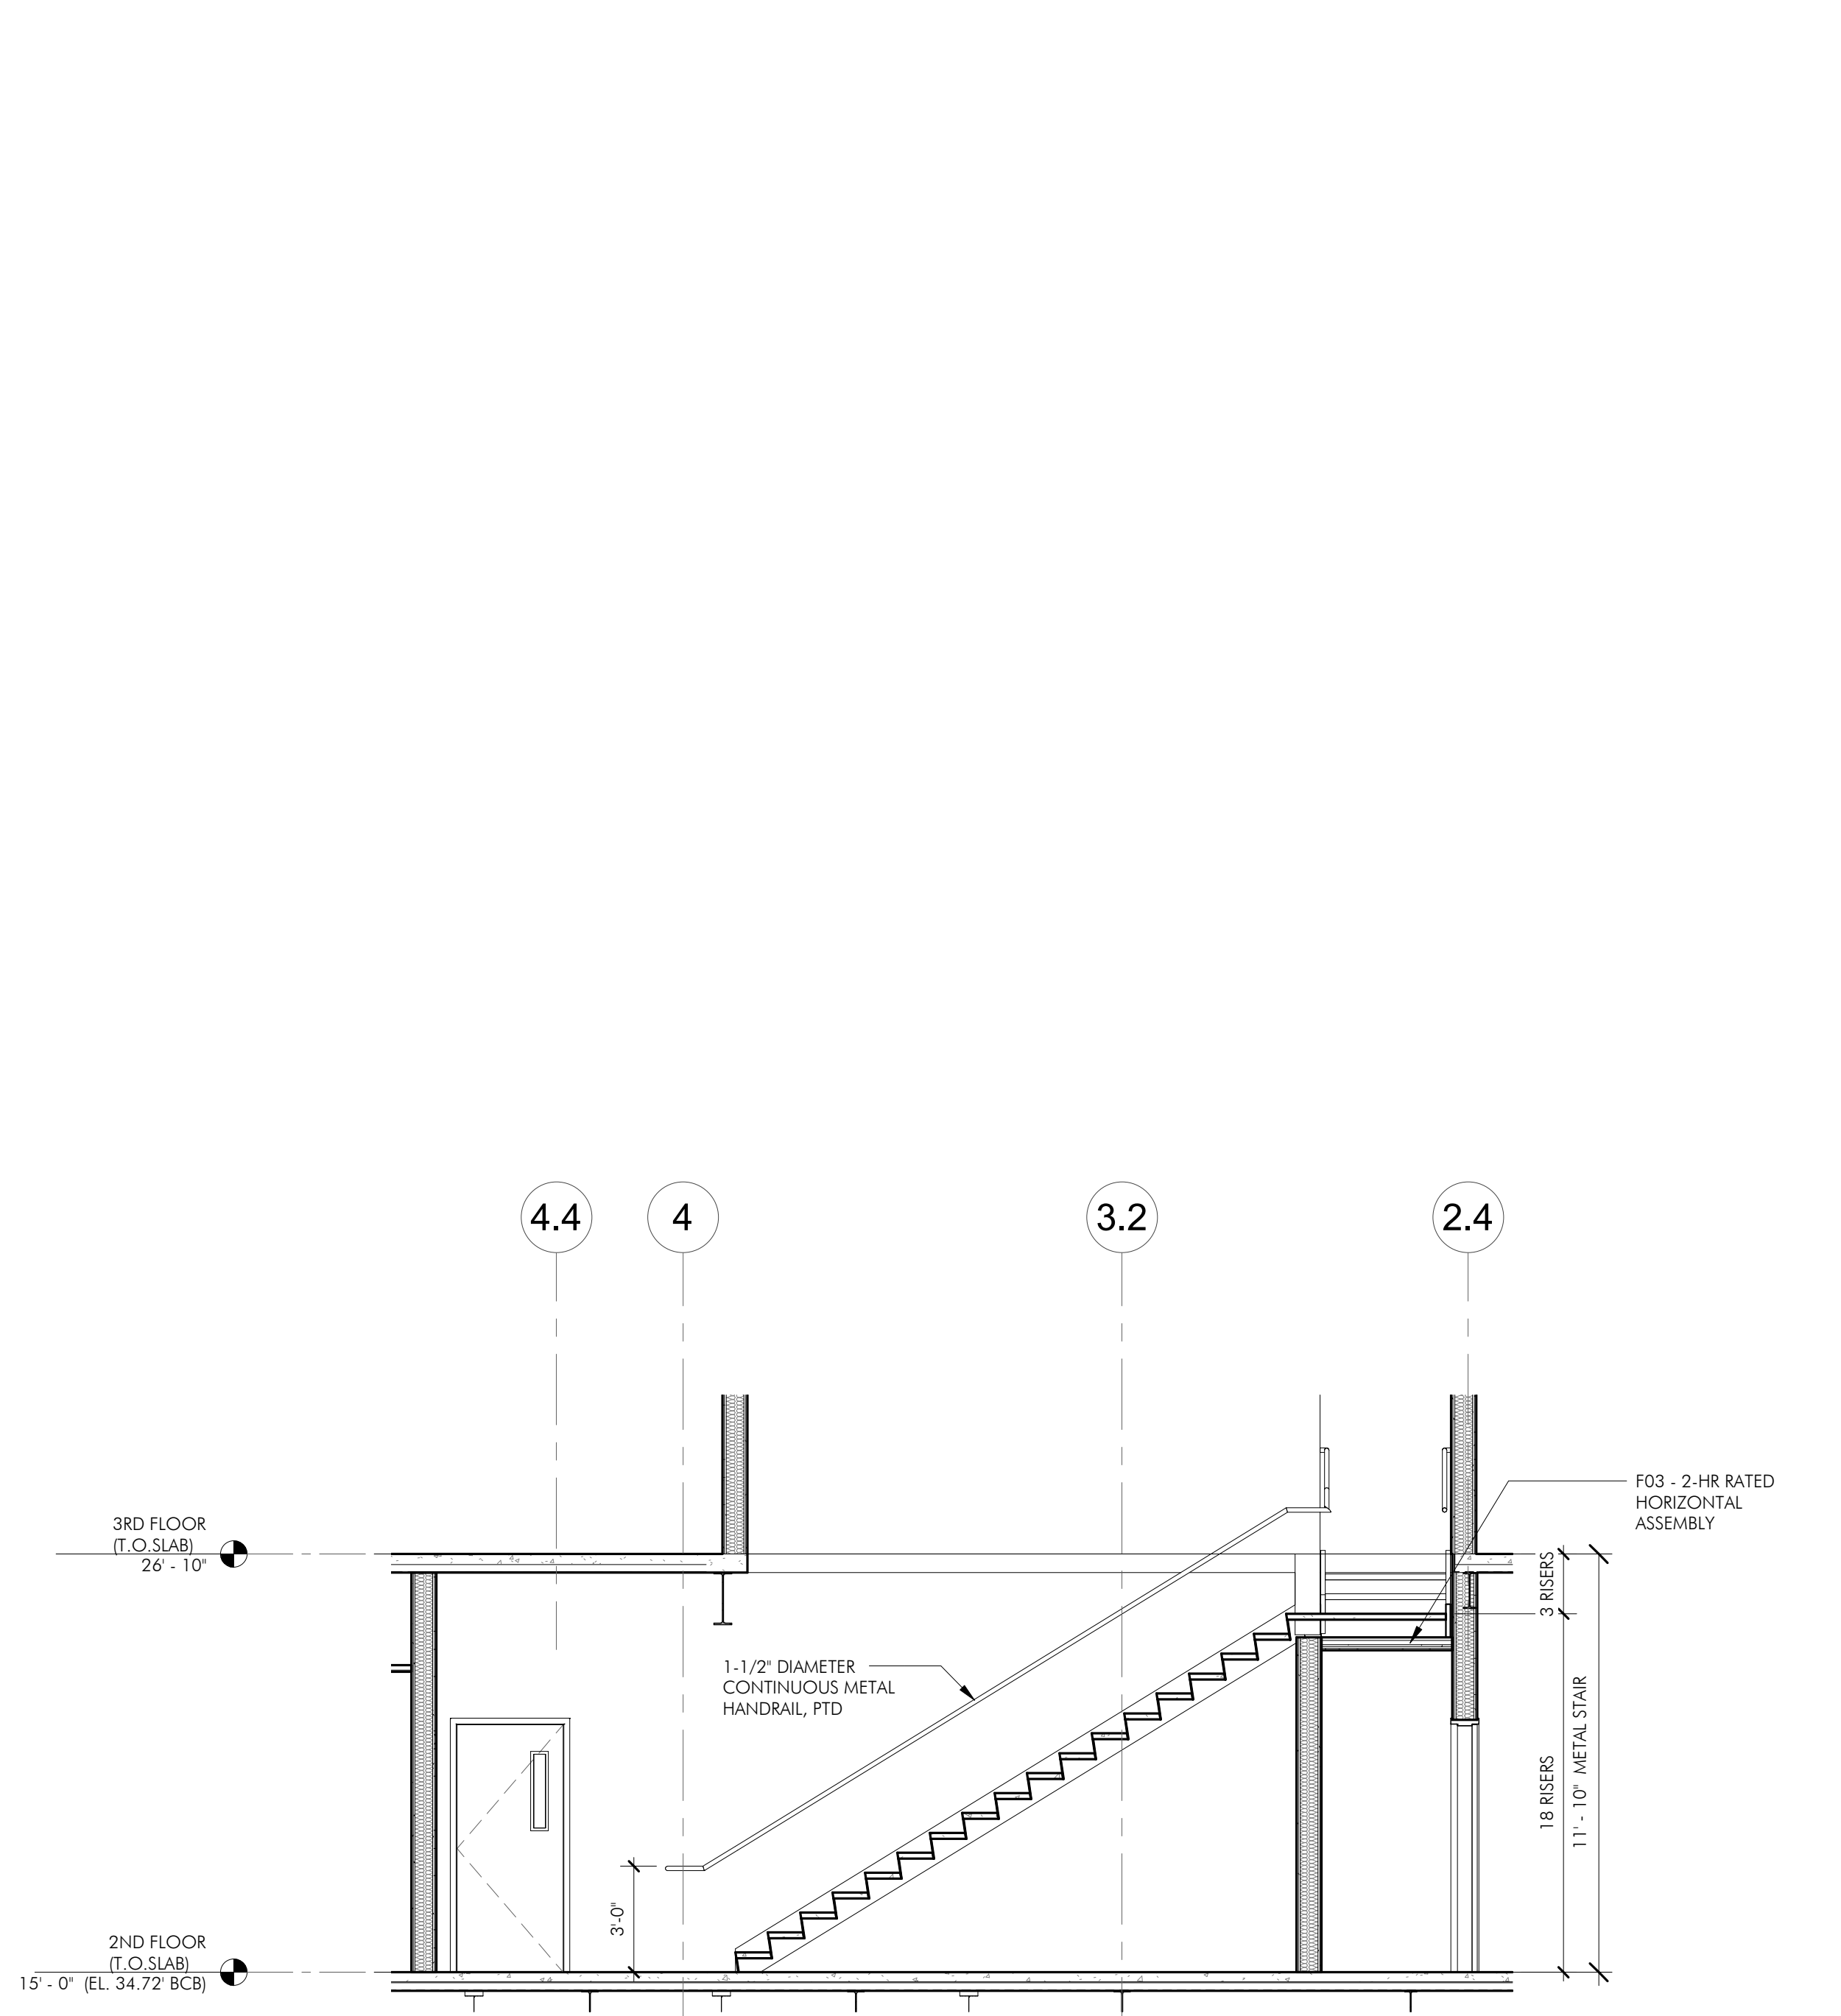 4.4
4
3.2
2.4
F03 - 2-HR RATED
HORIZONTAL
ASSEMBLY
3RD FLOOR
(T.O.SLAB)
26' - 10"
3 RISERS
1-1/2" DIAMETER
CONTINUOUS METAL
HANDRAIL, PTD
18 RISERS
11' - 10" METAL STAIR
3'-0"
2ND FLOOR
(T.O.SLAB)
15' - 0" (EL. 34.72' BCB)